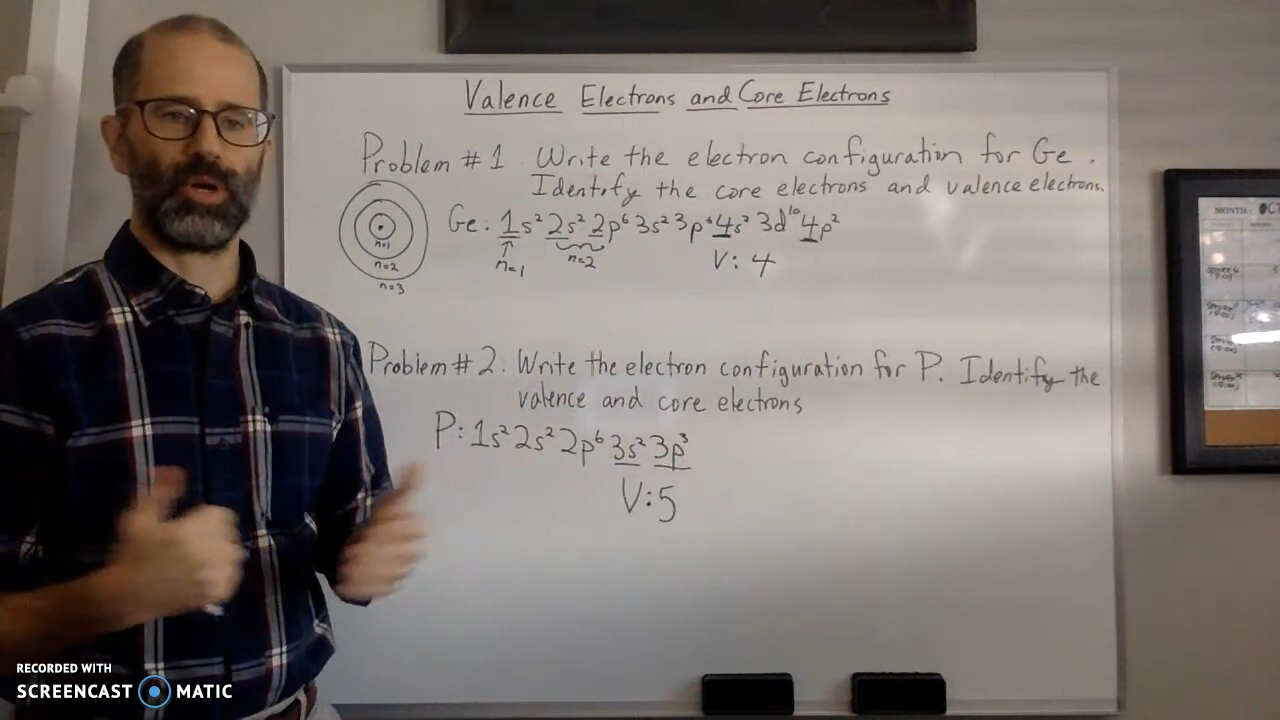 Valence Electrons and Core Electrons
Problem #1. Write the electron configuration for Ge.
Identify the core electrons and valence electrons.
Ge: 1s² 2s² 2p⁶ 3s² 3p⁶ 4s² 3d¹⁰ 4p²
n=1
n=2
n=3
n=1
n=2
V: 4
Problem #2. Write the electron configuration for P. Identify the
valence and core electrons
P: 1s² 2s² 2p⁶ 3s² 3p³
V: 5
MONTH:
RECORDED WITH
SCREENCAST MATIC